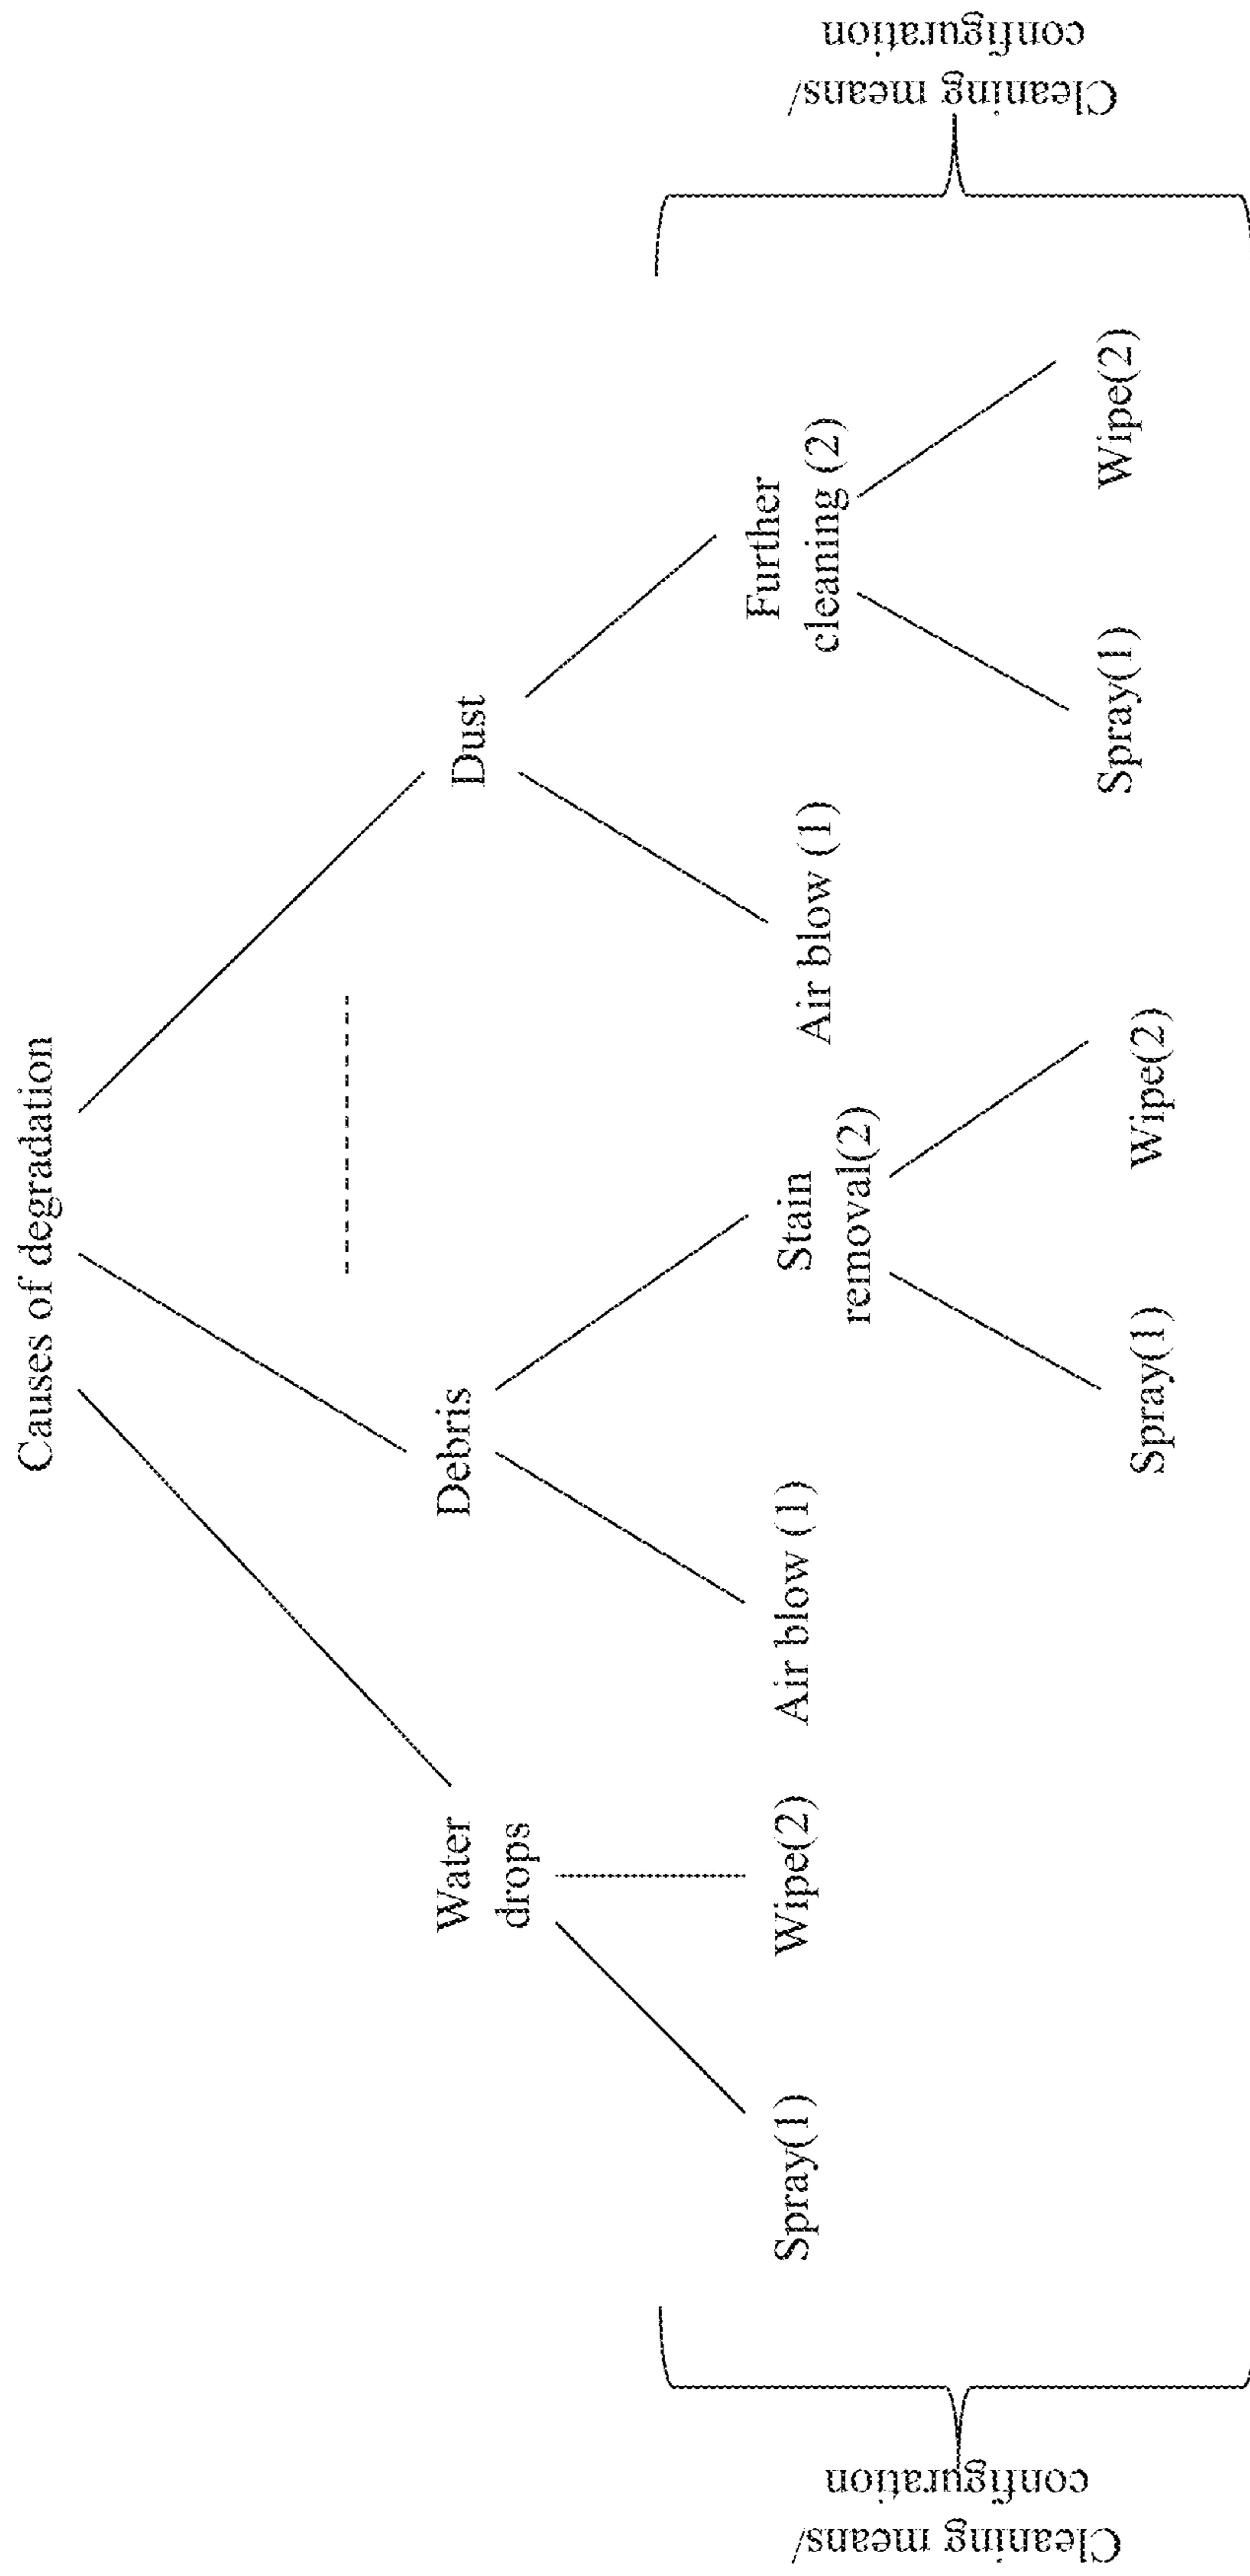 Causes of degradation
Water
drops
Debris
Dust
Spray(1)
Wipe(2)
Air blow (1)
Stain
removal(2)
Air blow (1)
Further
cleaning (2)
Spray(1)
Wipe(2)
Spray(1)
Wipe(2)
Cleaning means/
configuration
Cleaning means/
configuration